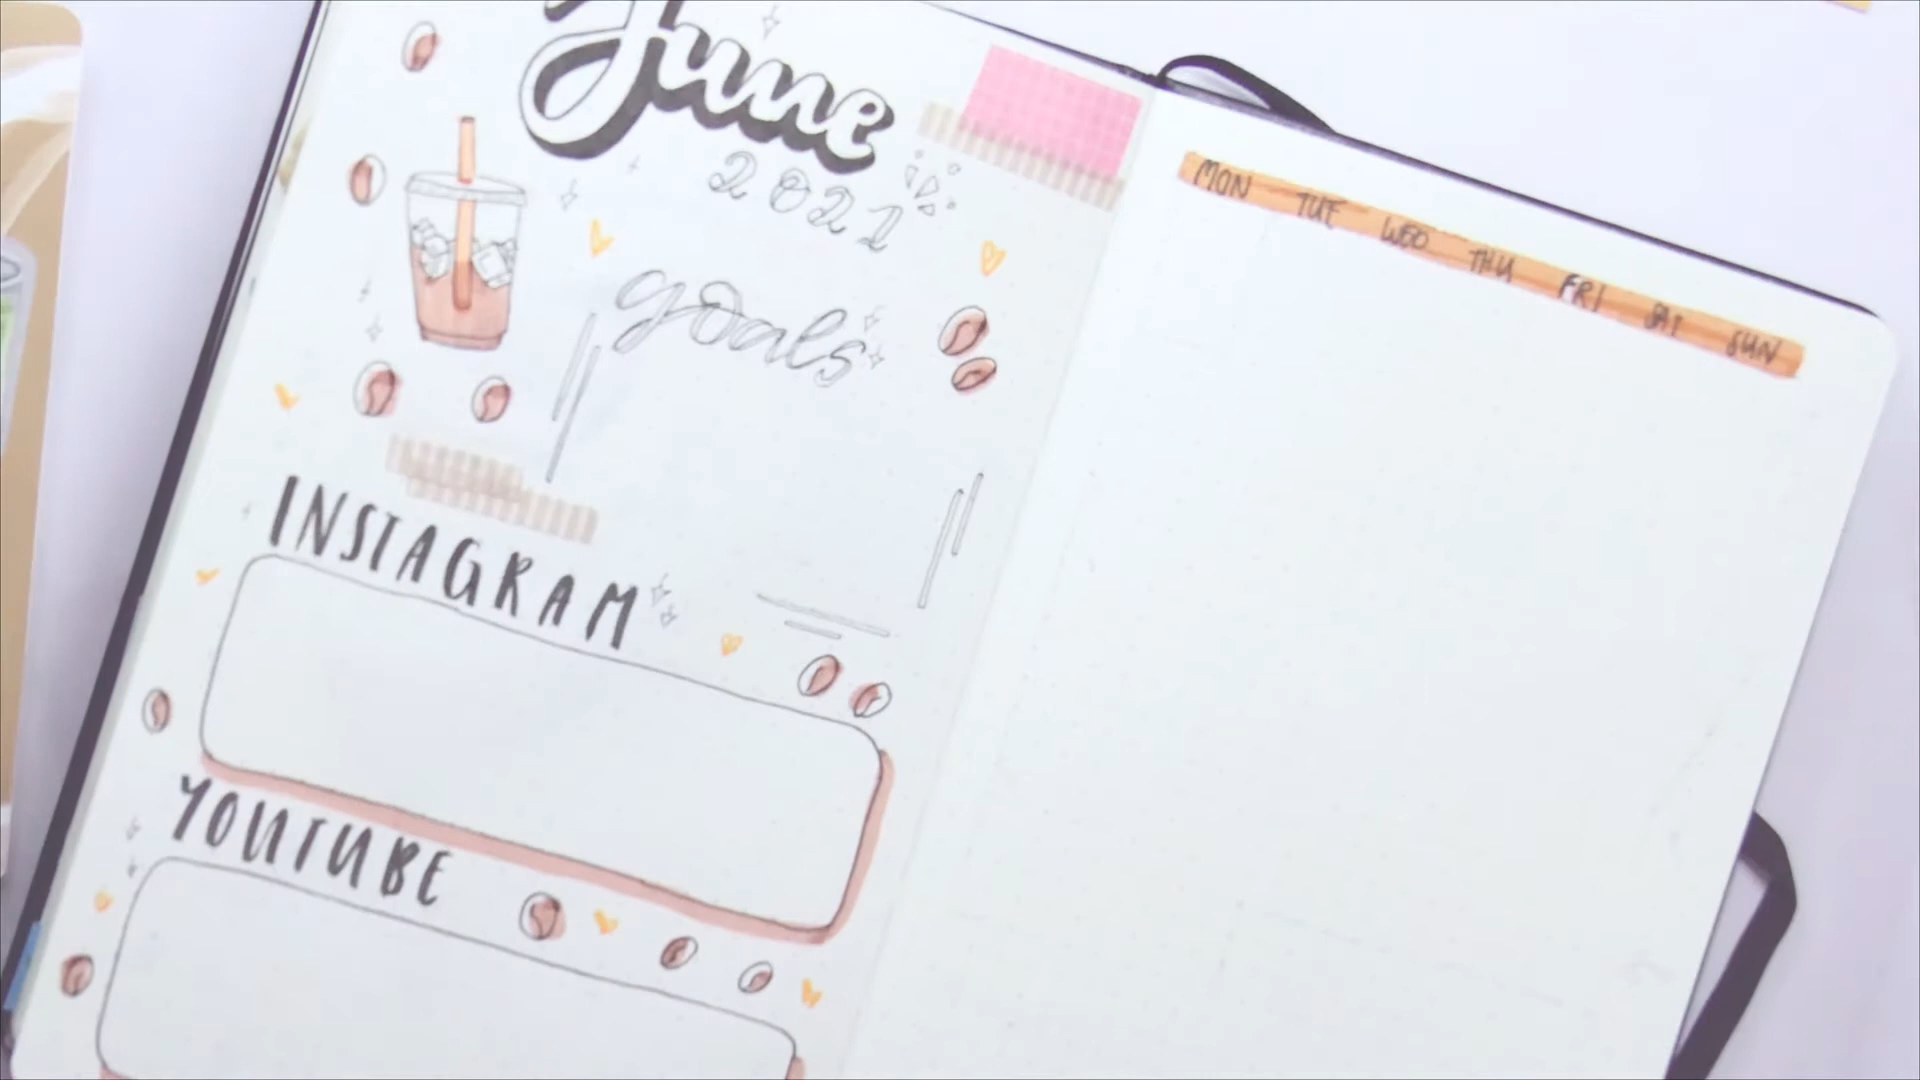 June
2021
goals
INSTAGRAM
YOUTUBE
MON TUE WED THU FRI SAT SUN